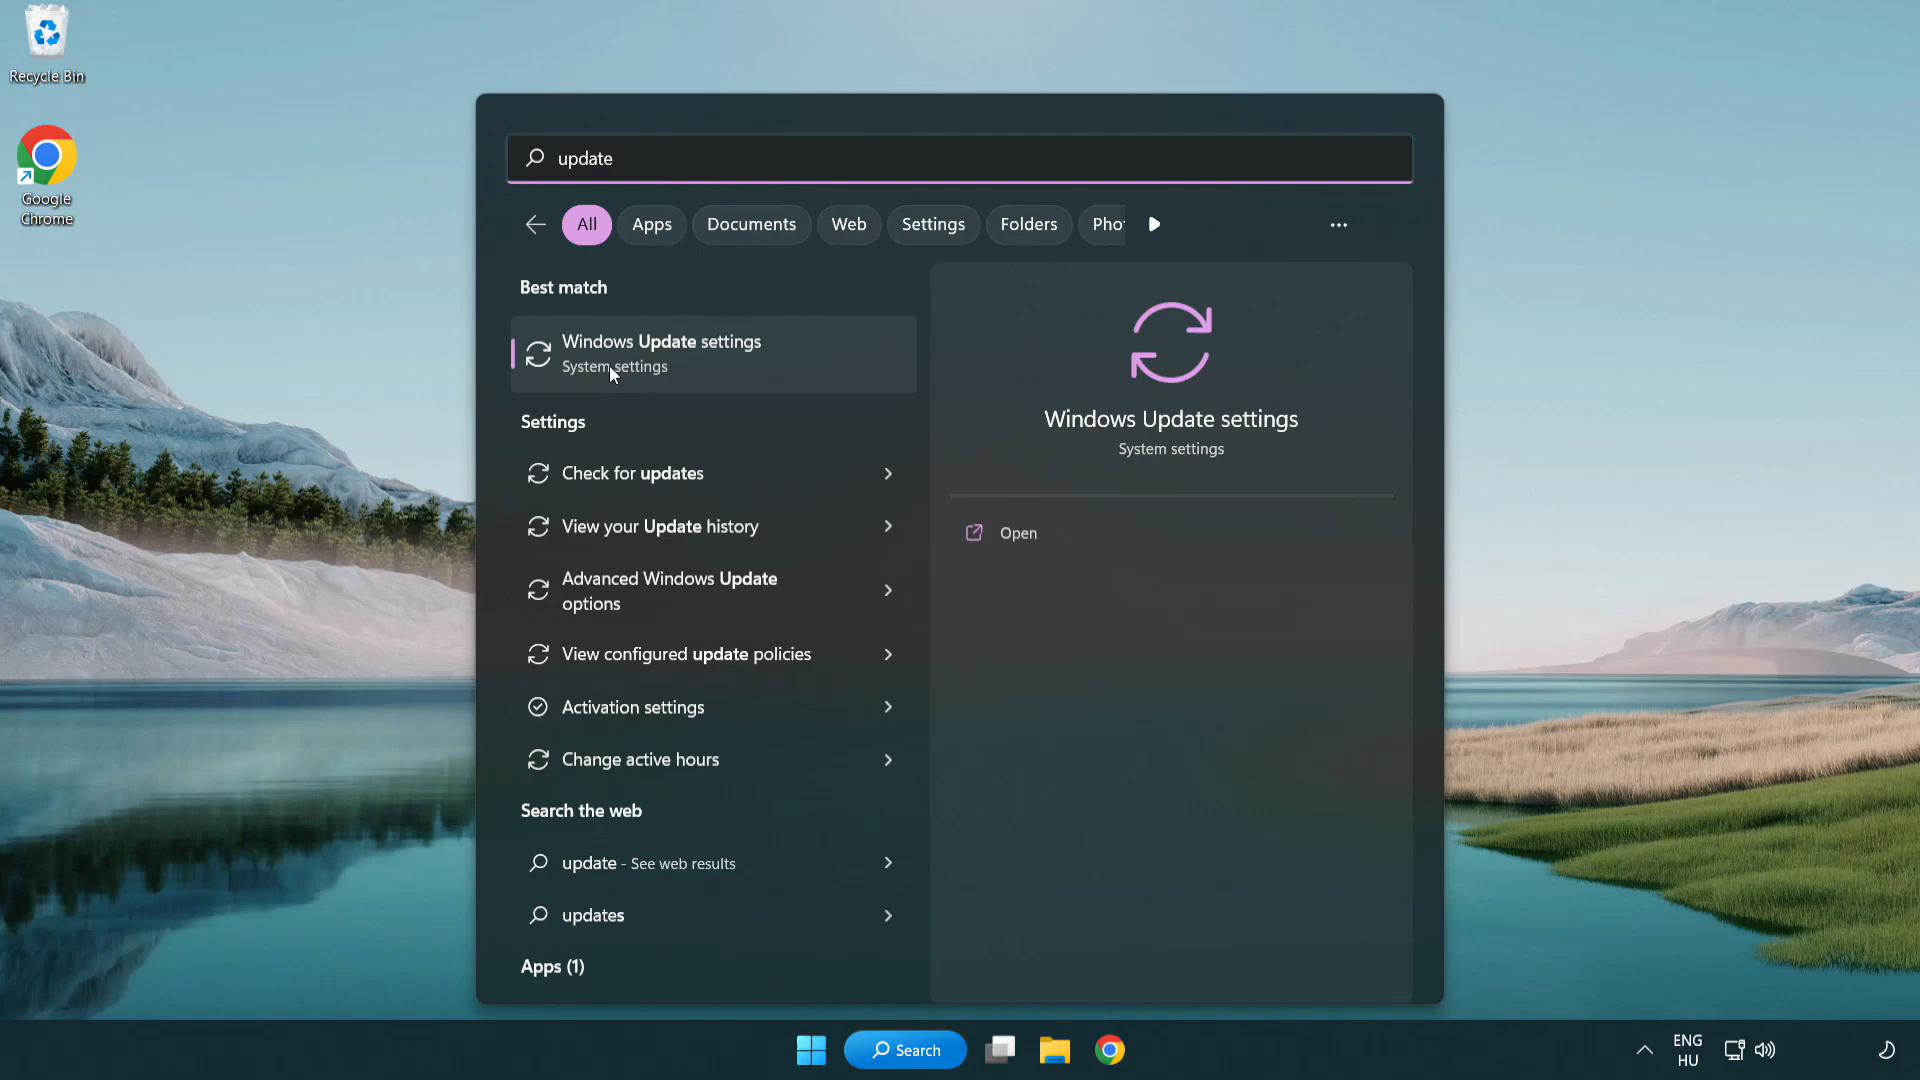 Recycle Bin
Google
Chrome
update
All
Apps
Documents
Web
Settings
Folders
Pho
Best match
Windows Update settings
System settings
Settings
Check for updates
View your Update history
Advanced Windows Update
options
View configured update policies
Activation settings
Change active hours
Search the web
update - See web results
updates
Apps (1)
Windows Update settings
System settings
Open
Search
ENG
HU